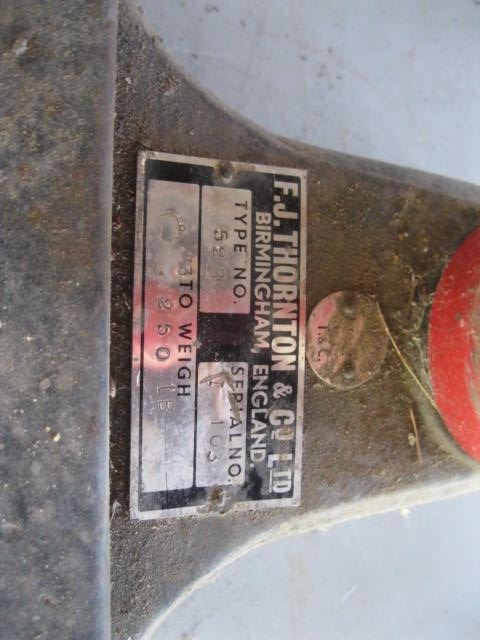 F.J. THORNTON & CO LTD
BIRMINGHAM, ENGLAND
TYPE NO. SERIAL NO.
TO WEIGH
250 LB
T. & C.